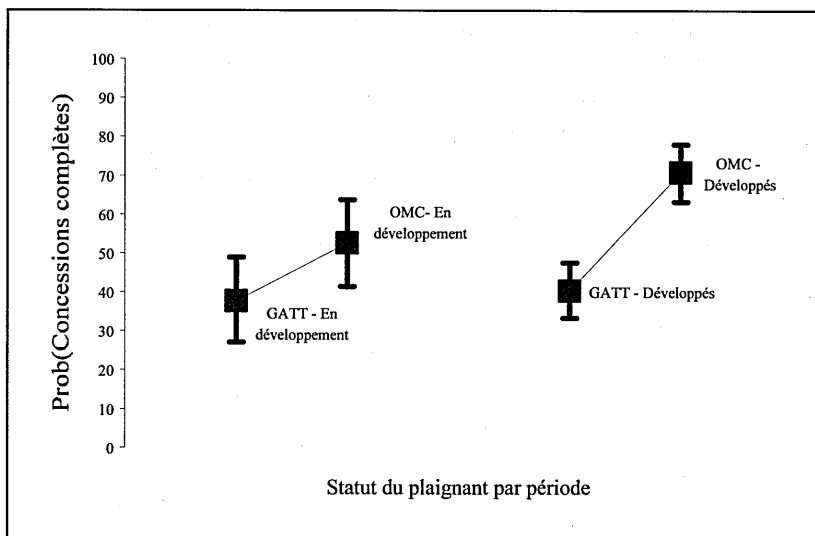 100
90
80
70
60
50
40
30
20
10
0
Prob(Concessions complètes)
GATT - En
développement
OMC- En
développement
GATT - Développés
OMC -
Développés
Statut du plaignant par période